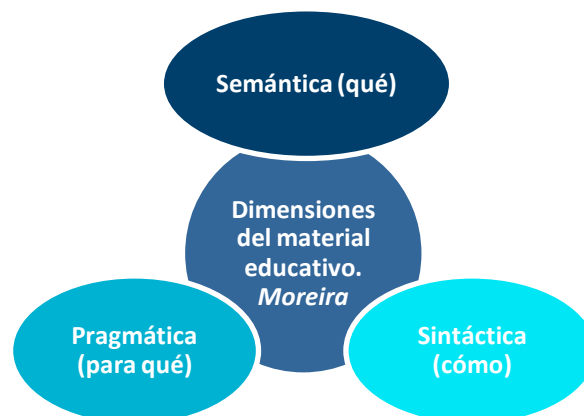 Semántica (qué)
Dimensiones
del material
educativo.
Moreira
Pragmática
(para qué)
Sintáctica
(cómo)